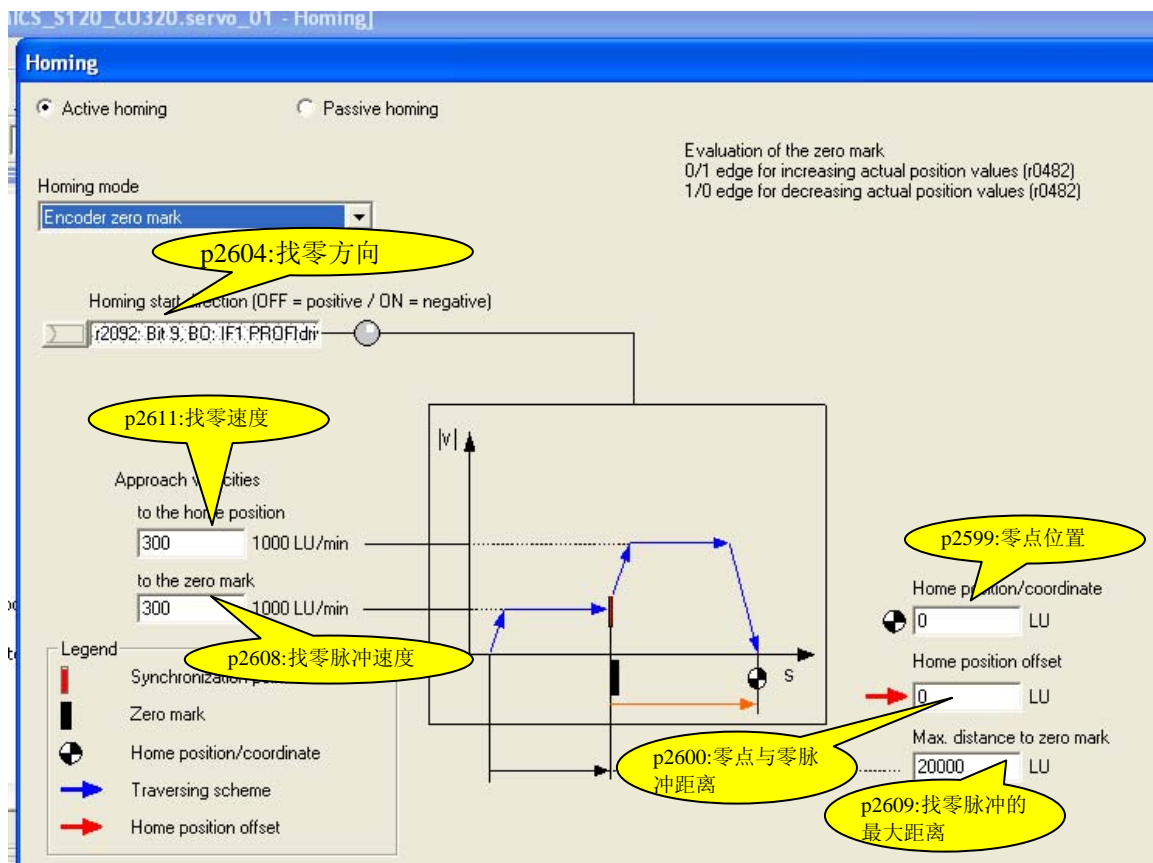 ICS_S120_CU320.servo_01 - Homing]
Homing
Active homing
Passive homing
Evaluation of the zero mark
0/1 edge for increasing actual position values (r0482)
1/0 edge for decreasing actual position values (r0482)
Homing mode
Encoder zero mark
p2604:找零方向
Homing start direction (OFF = positive / ON = negative)
r2092: Bit 9, BO: IF1 PROFIdri
p2611:找零速度
|v|
Approach velocities
to the home position
300 1000 LU/min
to the zero mark
300 1000 LU/min
p2608:找零脉冲速度
s
p2599:零点位置
Home position/coordinate
0 LU
Home position offset
0 LU
p2600:零点与零脉
冲距离
Max. distance to zero mark
20000 LU
p2609:找零脉冲的
最大距离
Legend
Synchronization
Zero mark
Home position/coordinate
Traversing scheme
Home position offset